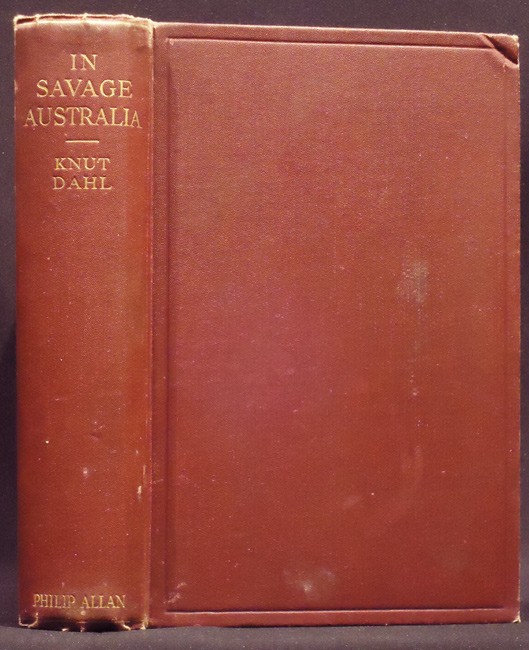 IN
SAVAGE
AUSTRALIA
KNUT
DAHL
PHILIP ALLAN